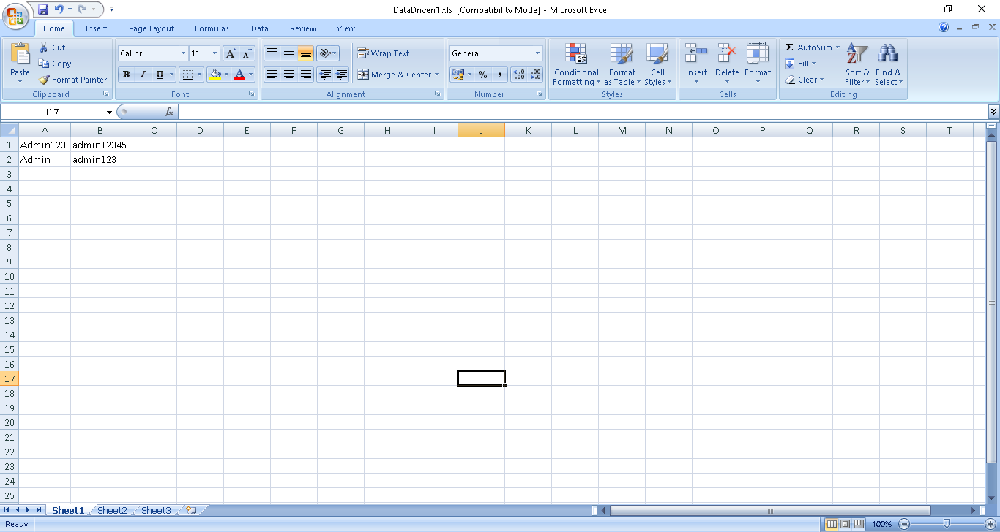 DataDriven1.xls [Compatibility Mode] - Microsoft Excel
Home Insert Page Layout Formulas Data Review View
Paste Cut Copy Format Painter Clipboard
Calibri 11 A A B I U Font
Wrap Text Merge & Center Alignment
General % , .00 .0 Number
Conditional Formatting Format as Table Cell Styles Styles
Insert Delete Format Cells
Σ AutoSum Fill Clear Sort & Filter Find & Select Editing
J17 fx
A B C D E F G H I J K L M N O P Q R S T
1 Admin123 admin12345
2 Admin admin123
3
4
5
6
7
8
9
10
11
12
13
14
15
16
17
18
19
20
21
22
23
24
25
Sheet1 Sheet2 Sheet3
Ready 100%